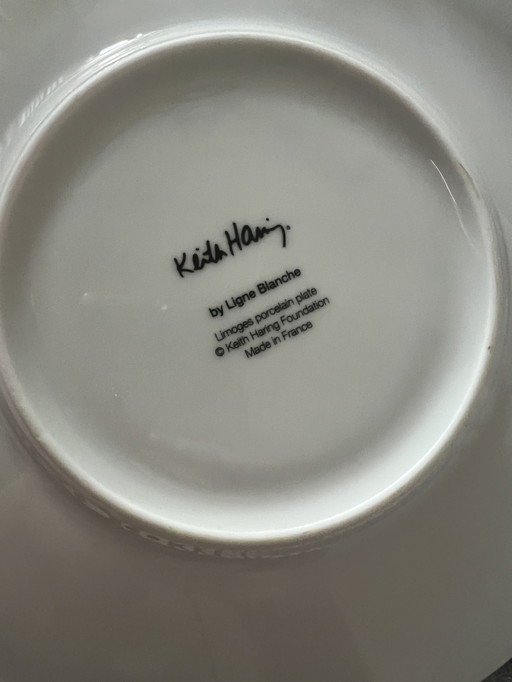 Keith Haring.
by Ligne Blanche
Limoges porcelain plate
© Keith Haring Foundation
Made in France